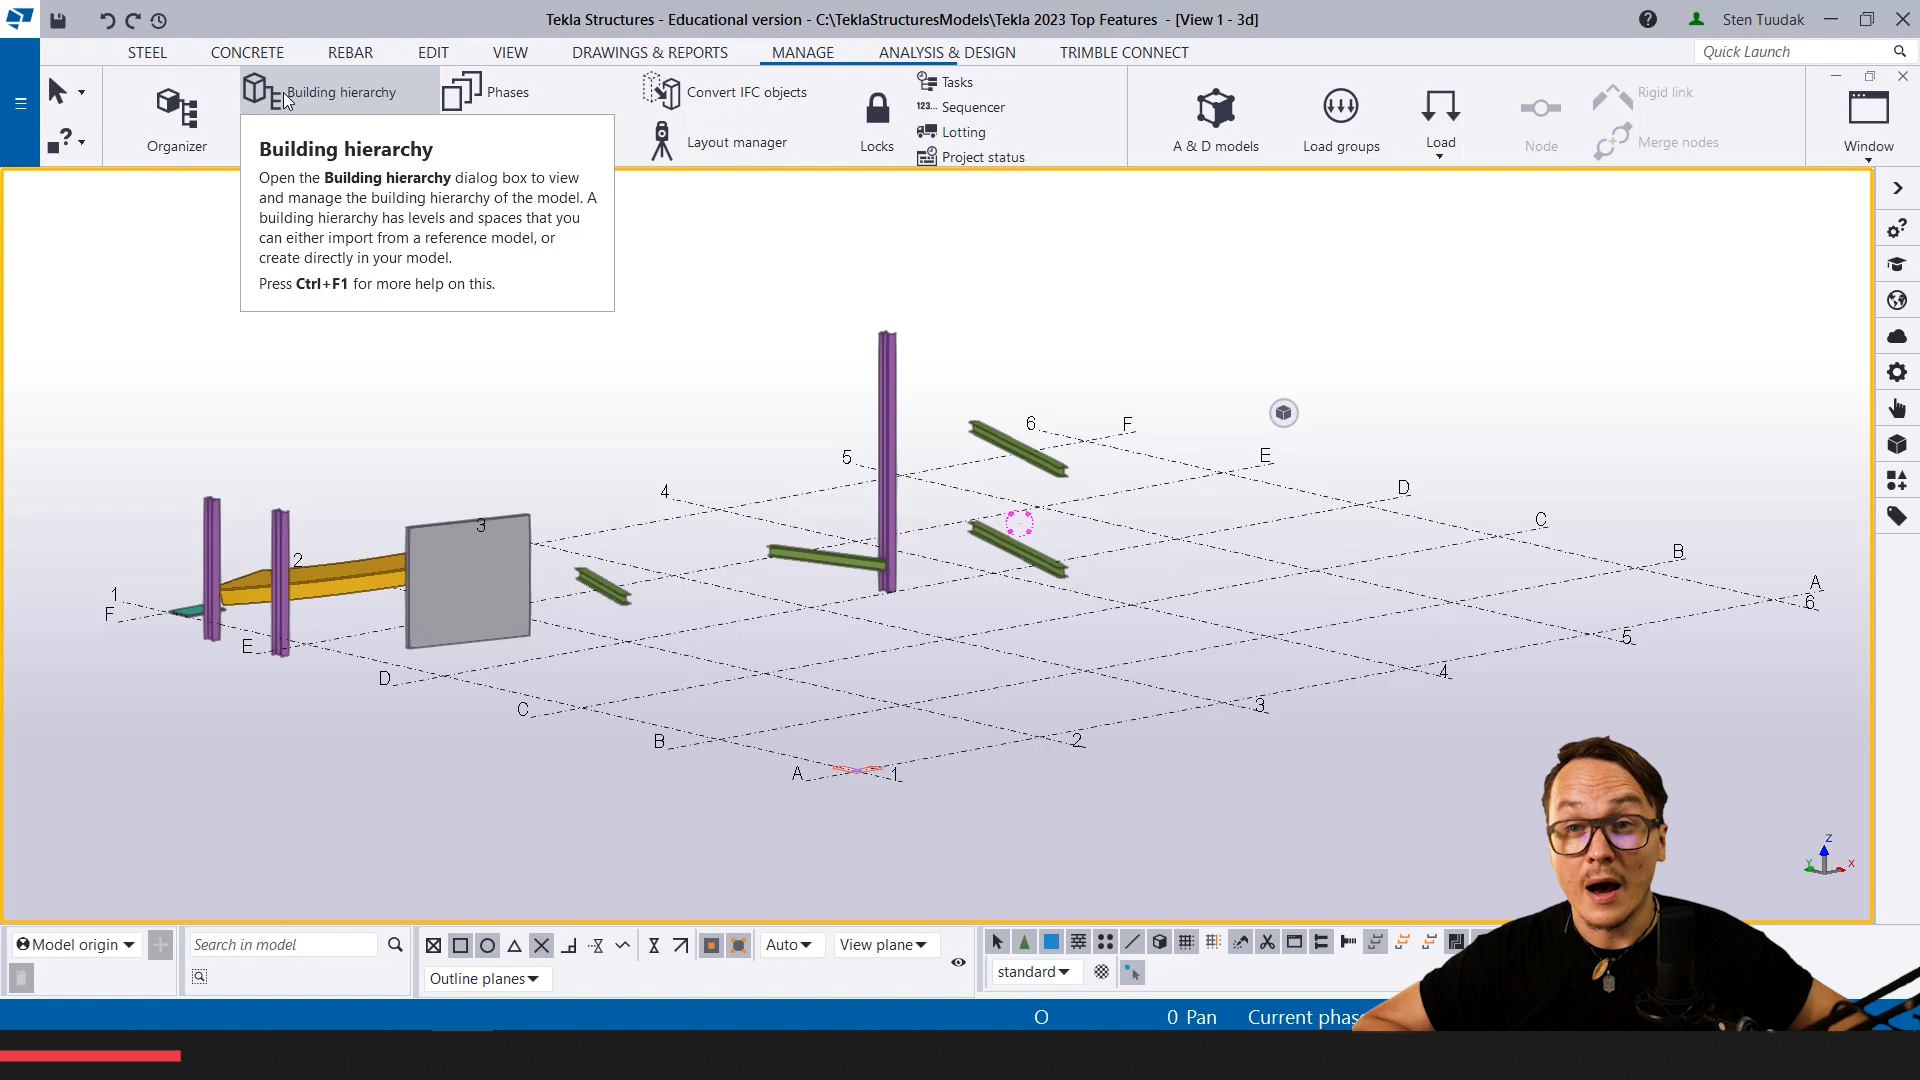 Tekla Structures - Educational version - C:\TeklaStructuresModels\Tekla 2023 Top Features - [View 1 - 3d]
Sten Tuudak
STEEL CONCRETE REBAR EDIT VIEW DRAWINGS & REPORTS MANAGE ANALYSIS & DESIGN TRIMBLE CONNECT
Quick Launch
Organizer
Building hierarchy
Phases
Convert IFC objects
Layout manager
Locks
Tasks
123... Sequencer
Lotting
Project status
A & D models
Load groups
Load
Node
Rigid link
Merge nodes
Window
Building hierarchy
Open the Building hierarchy dialog box to view
and manage the building hierarchy of the model. A
building hierarchy has levels and spaces that you
can either import from a reference model, or
create directly in your model.
Press Ctrl+F1 for more help on this.
6 F
5 E
4 D
3 C
2 B
1 A
F 6
E 5
D 4
C 3
B 2
A 1
Z
Y X
Model origin
Search in model
Auto
View plane
Outline planes
standard
O 0 Pan Current phase